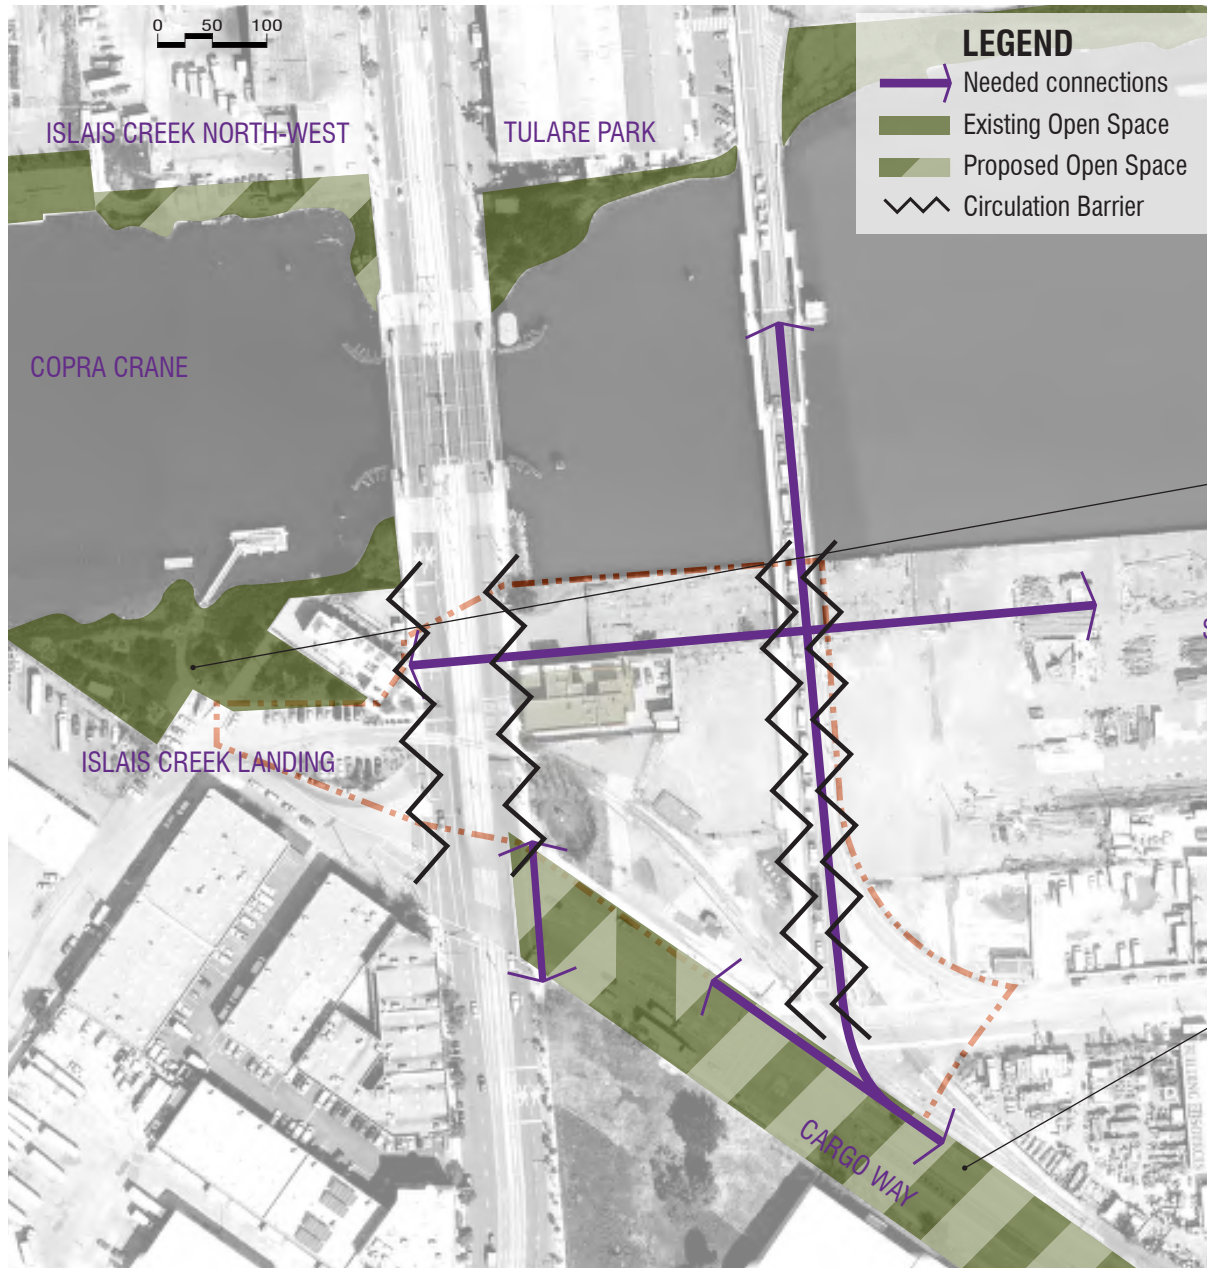 0 50 100
LEGEND
Needed connections
Existing Open Space
Proposed Open Space
Circulation Barrier
ISLAIS CREEK NORTH-WEST
TULARE PARK
COPRA CRANE
S
ISLAIS CREEK LANDING
CARGO WAY